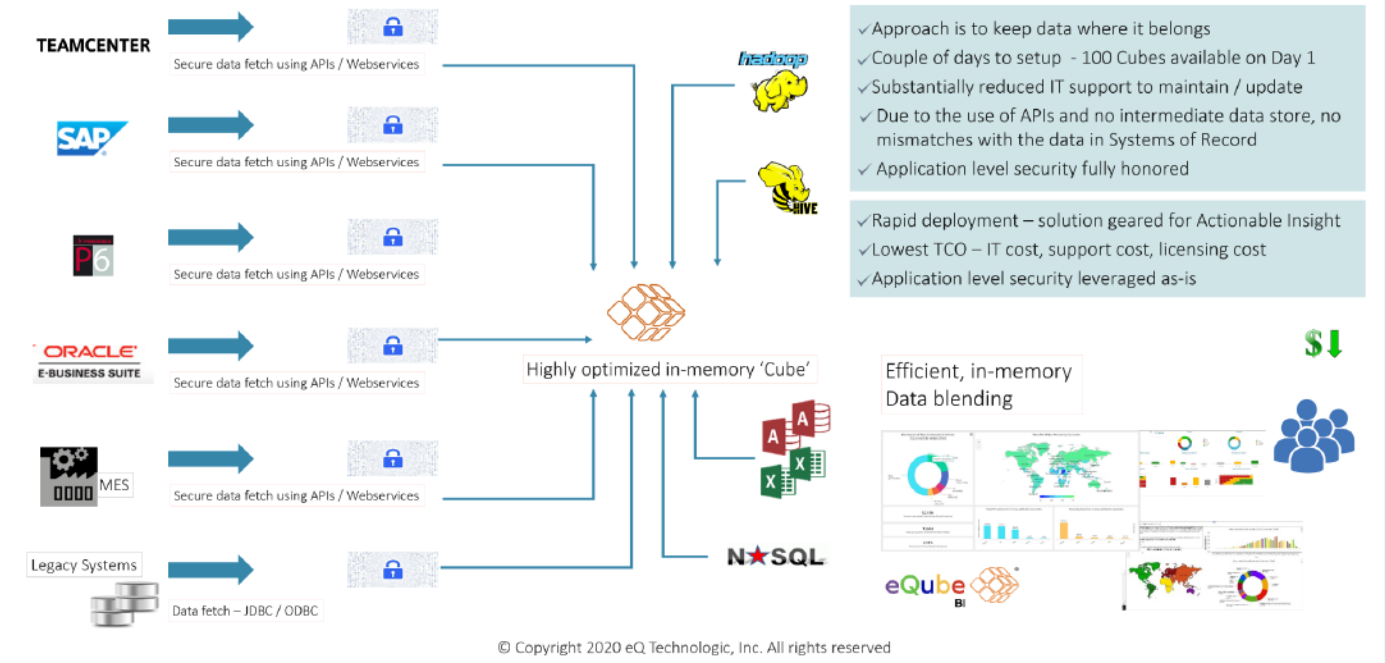 TEAMCENTER
Secure data fetch using APIs / Webservices
SAP
Secure data fetch using APIs / Webservices
P6
Secure data fetch using APIs / Webservices
ORACLE
E-BUSINESS SUITE
Secure data fetch using APIs / Webservices
MES
Secure data fetch using APIs / Webservices
Legacy Systems
Data fetch – JDBC / ODBC
hadoop
HIVE
Highly optimized in-memory ‘Cube’
A
A
X
X
N★SQL
✓Approach is to keep data where it belongs
✓Couple of days to setup - 100 Cubes available on Day 1
✓Substantially reduced IT support to maintain / update
✓ Due to the use of APIs and no intermediate data store, no
mismatches with the data in Systems of Record
✓ Application level security fully honored
✓Rapid deployment – solution geared for Actionable Insight
✓Lowest TCO – IT cost, support cost, licensing cost
✓Application level security leveraged as-is
$
Efficient, in-memory
Data blending
eQube
BI
© Copyright 2020 eQ Technologic, Inc. All rights reserved